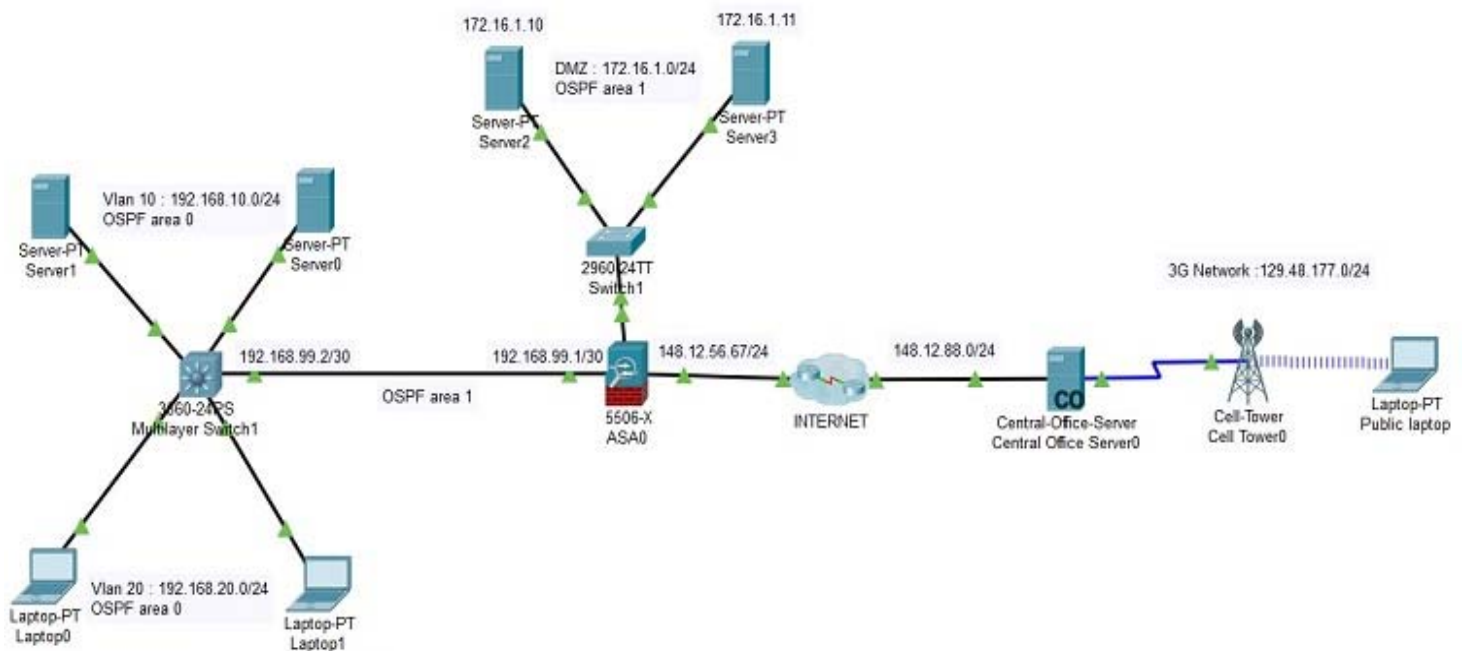 172.16.1.10
172.16.1.11
DMZ : 172.16.1.0/24
OSPF area 1
Server-PT
Server2
Server-PT
Server3
Vlan 10 : 192.168.10.0/24
OSPF area 0
Server-PT
Server1
Server-PT
Server0
2960-24TT
Switch1
3G Network :129.48.177.0/24
192.168.99.2/30
192.168.99.1/30
148.12.56.67/24
148.12.88.0/24
OSPF area 1
3560-24PS
Multilayer Switch1
5506-X
ASA0
INTERNET
CO
Central-Office-Server
Central Office Server0
Cell-Tower
Cell Tower0
Laptop-PT
Public laptop
Vlan 20 : 192.168.20.0/24
OSPF area 0
Laptop-PT
Laptop0
Laptop-PT
Laptop1